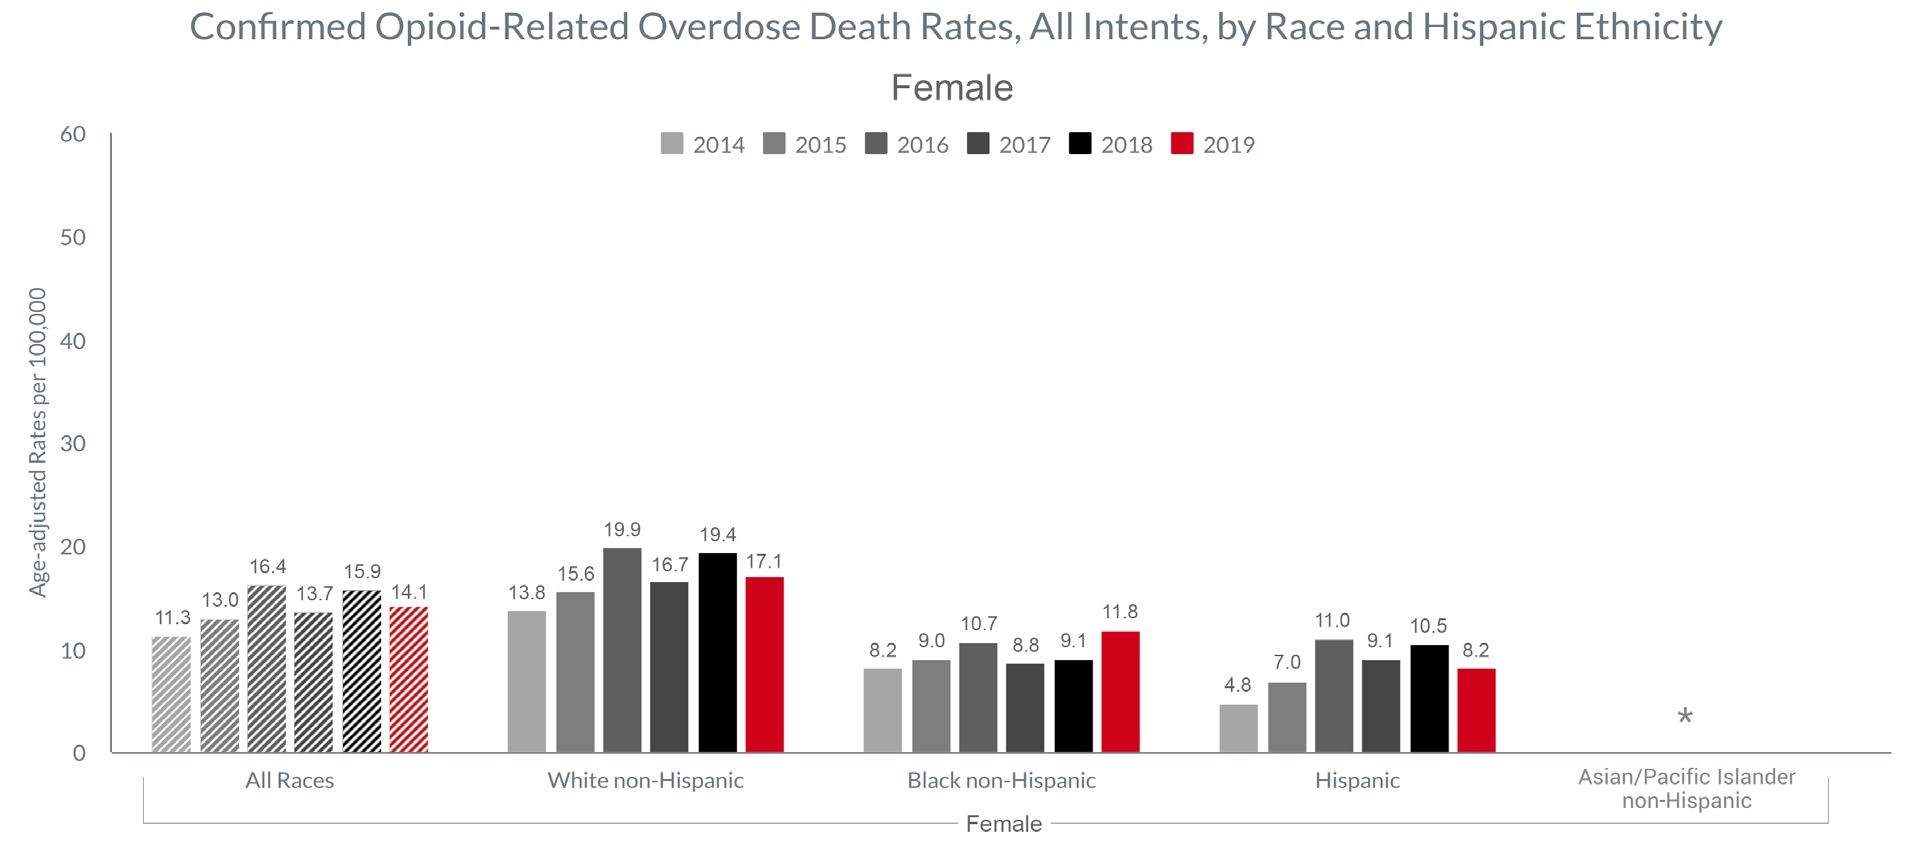 Confirmed Opioid-Related Overdose Death Rates, All Intents, by Race and Hispanic Ethnicity
Female
2014 2015 2016 2017 2018 2019
Age-adjusted Rates per 100,000
60
50
40
30
20
10
0
11.3 13.0 16.4 13.7 15.9 14.1
13.8 15.6 19.9 16.7 19.4 17.1
8.2 9.0 10.7 8.8 9.1 11.8
4.8 7.0 11.0 9.1 10.5 8.2
*
All Races
White non-Hispanic
Black non-Hispanic
Hispanic
Asian/Pacific Islander
non-Hispanic
Female